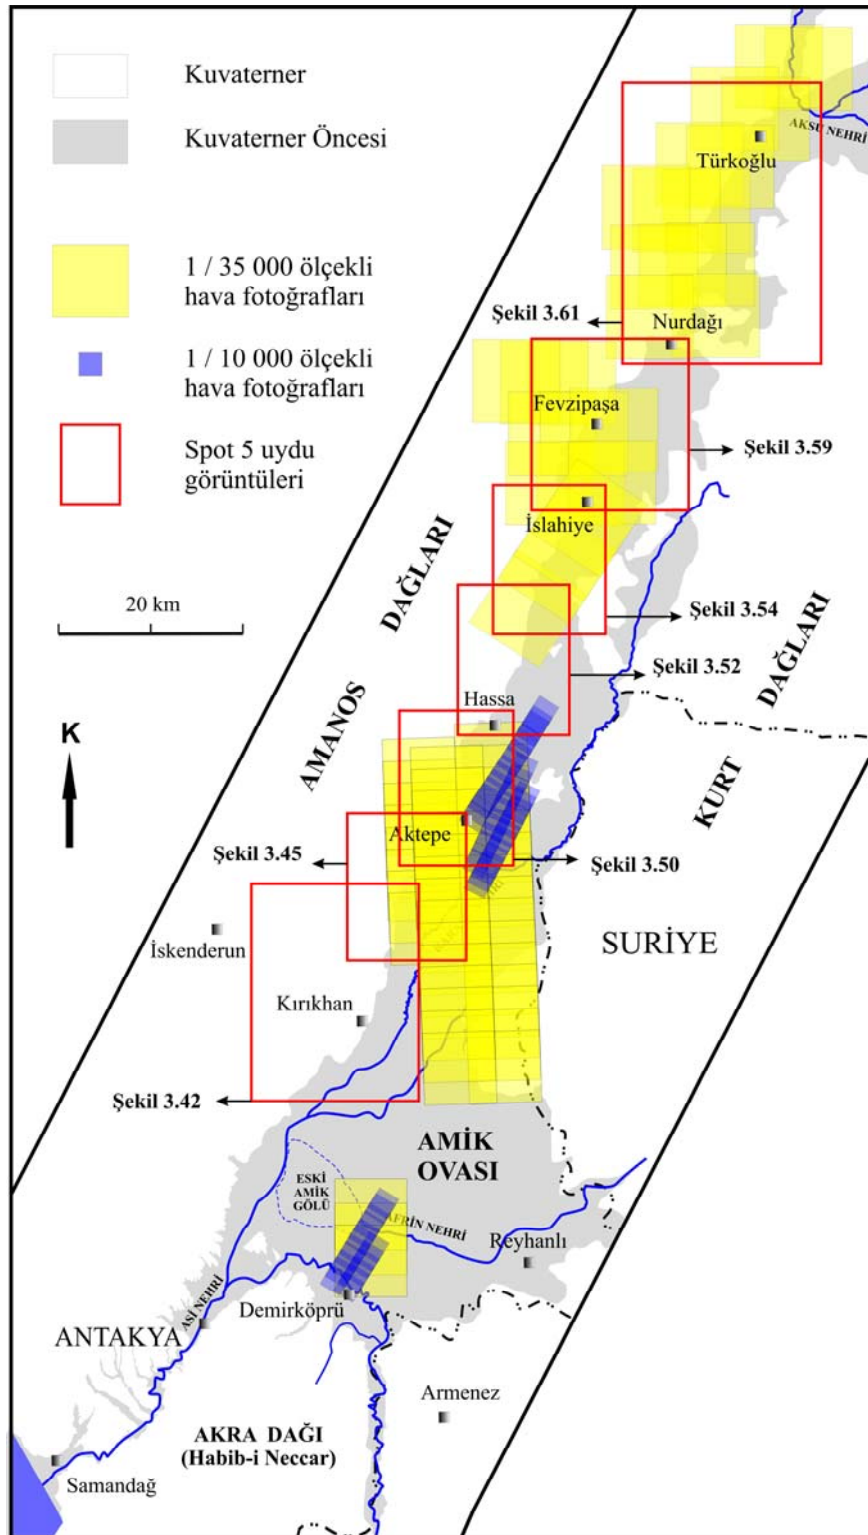 Kuvaterner
Kuvaterner Öncesi
1 / 35 000 ölçekli
hava fotoğrafları
1 / 10 000 ölçekli
hava fotoğrafları
Spot 5 uydu
görüntüleri
20 km
K
AKSU NEHRİ
Türkoğlu
Şekil 3.61
Nurdağı
Fevzipaşa
Şekil 3.59
İslahiye
AMANOS DAĞLARI
Şekil 3.54
Şekil 3.52
KURT DAĞLARI
Hassa
Aktepe
Şekil 3.45
Şekil 3.50
İskenderun
SURİYE
Kırıkhan
Şekil 3.42
AMİK
OVASI
ESKİ
AMİK
GÖLÜ
AFRİN NEHRİ
Reyhanlı
ASİ NEHRİ
Demirköprü
ANTAKYA
Armenez
AKRA DAĞI
(Habib-i Neccar)
Samandağ